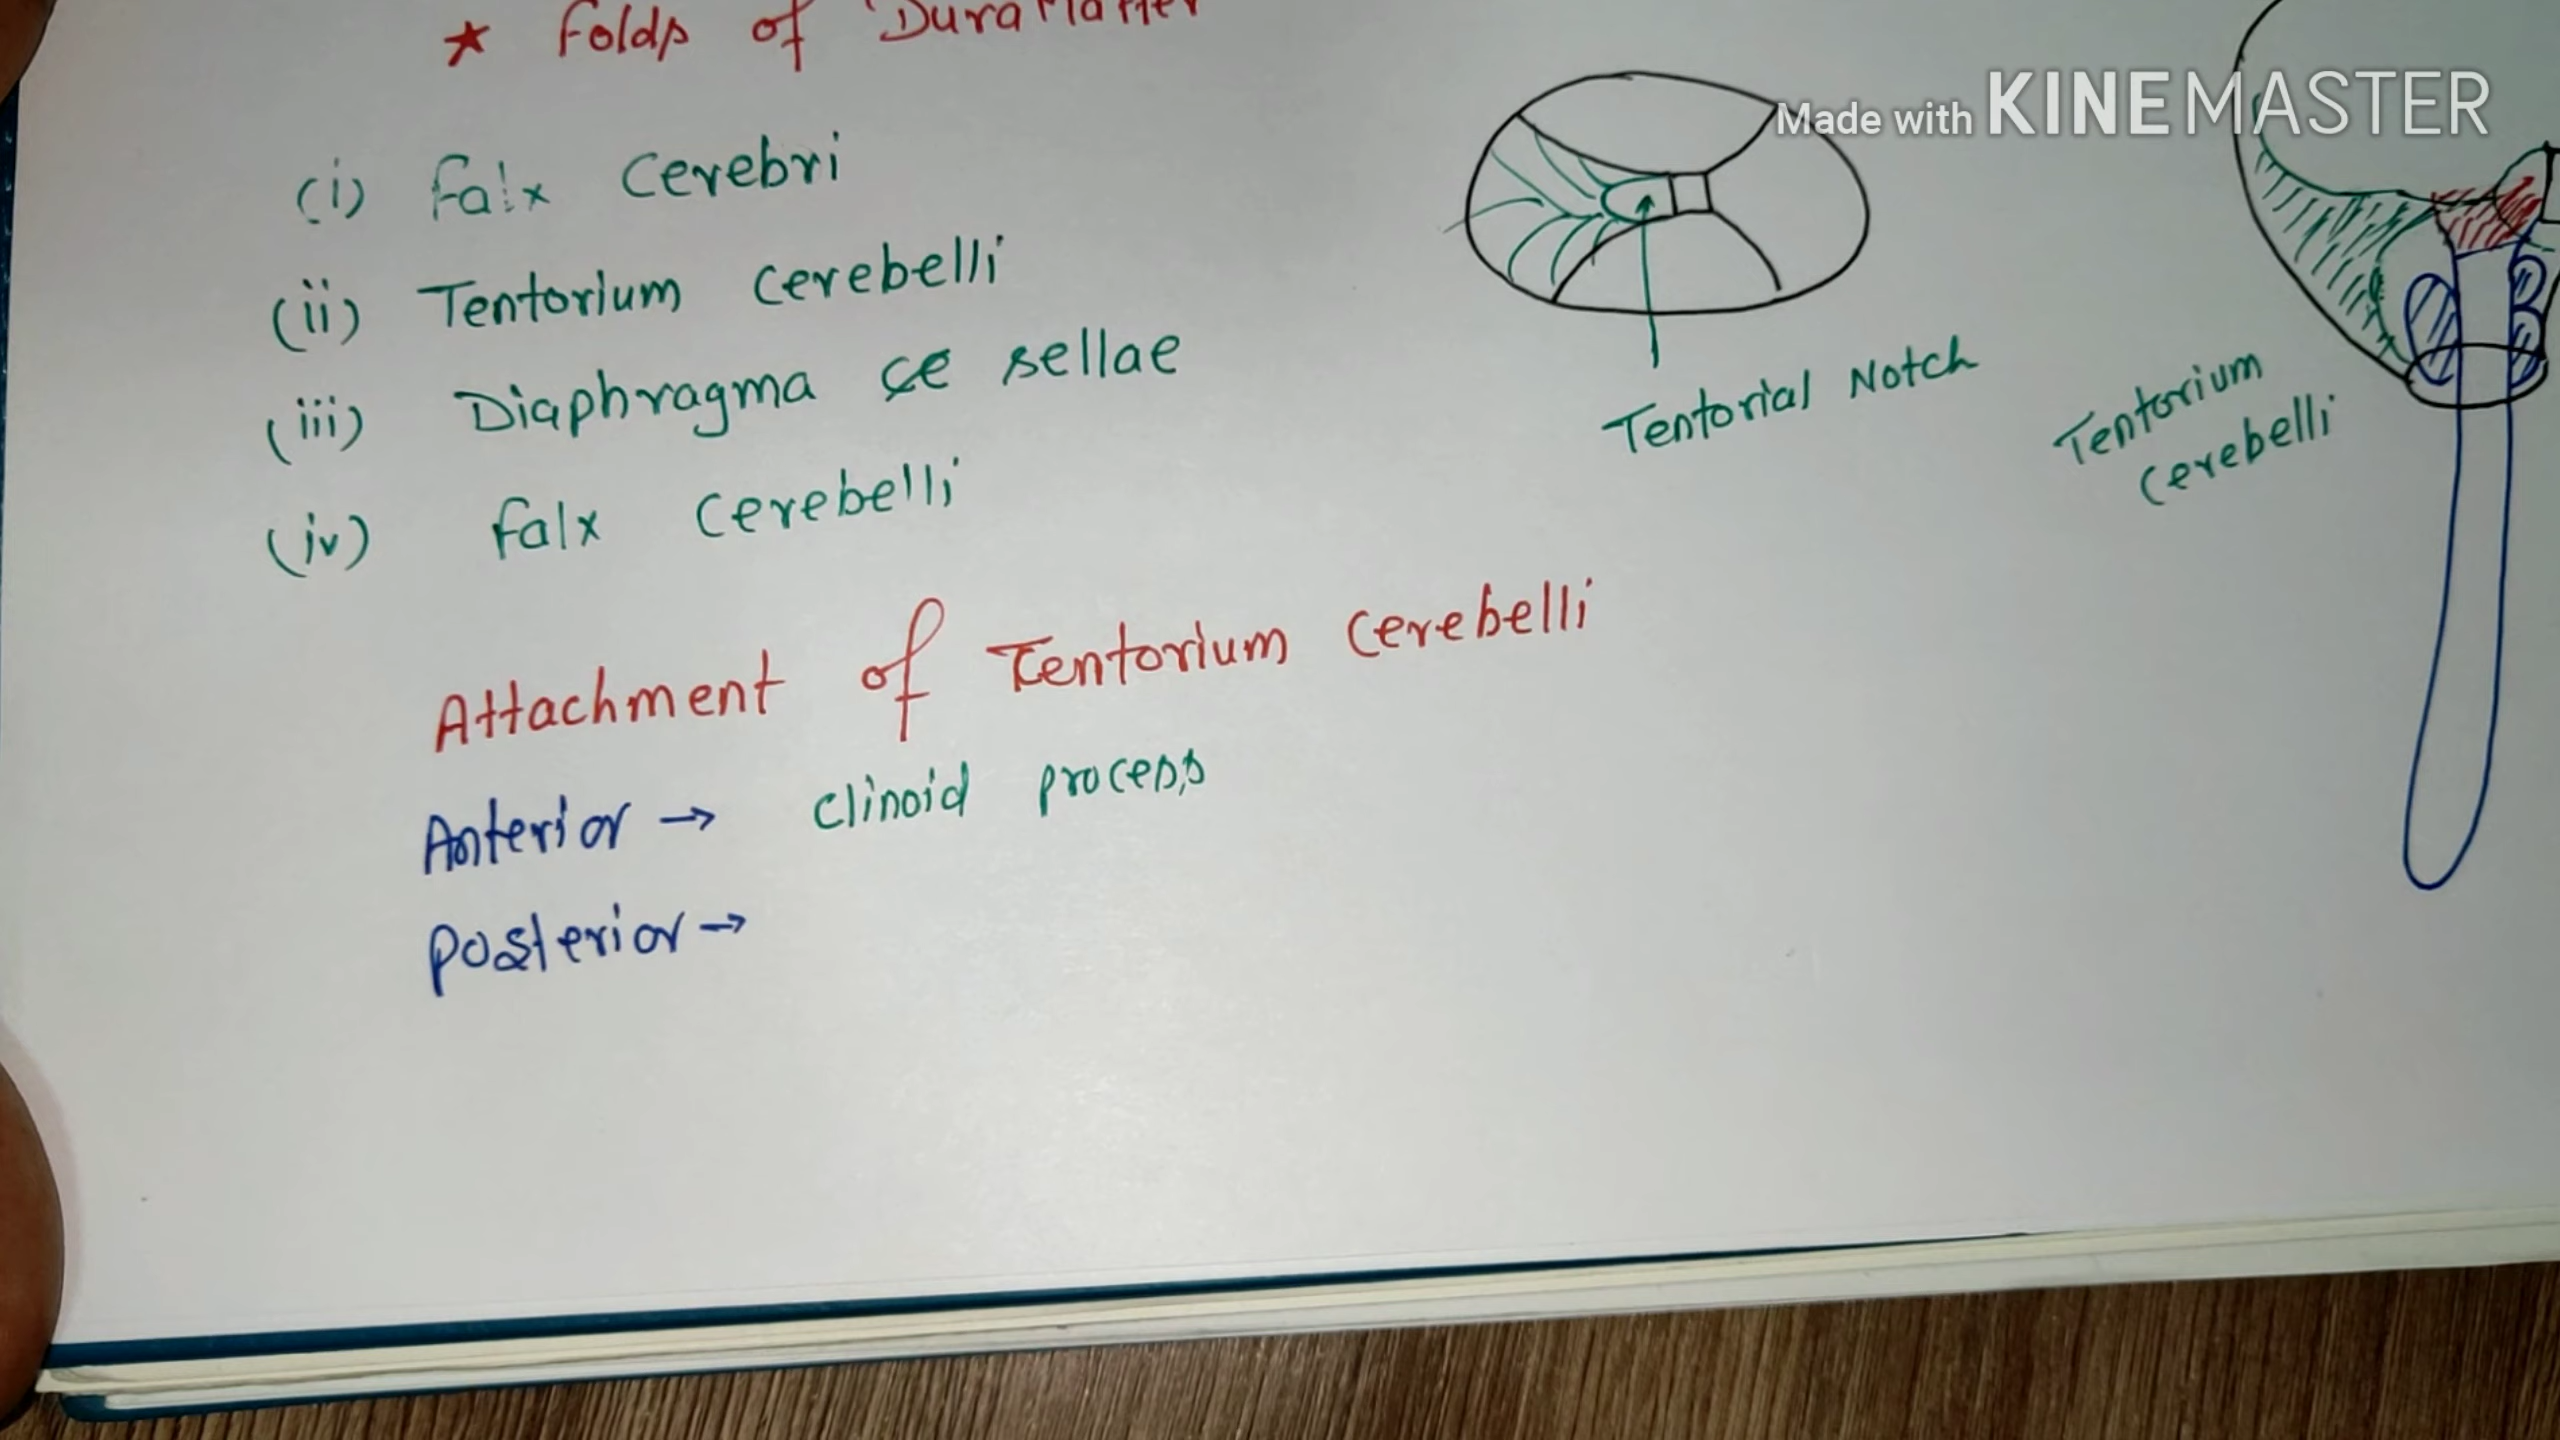 ★ Folds of Dura Matter
(i) Falx Cerebri
(ii) Tentorium cerebelli
(iii) Diaphragma ce sellae
(iv) Falx cerebelli
Made with KINEMASTER
Tentorial Notch
Tentorium
cerebelli
Attachment of Tentorium cerebelli
Anterior → clinoid process
Posterior →